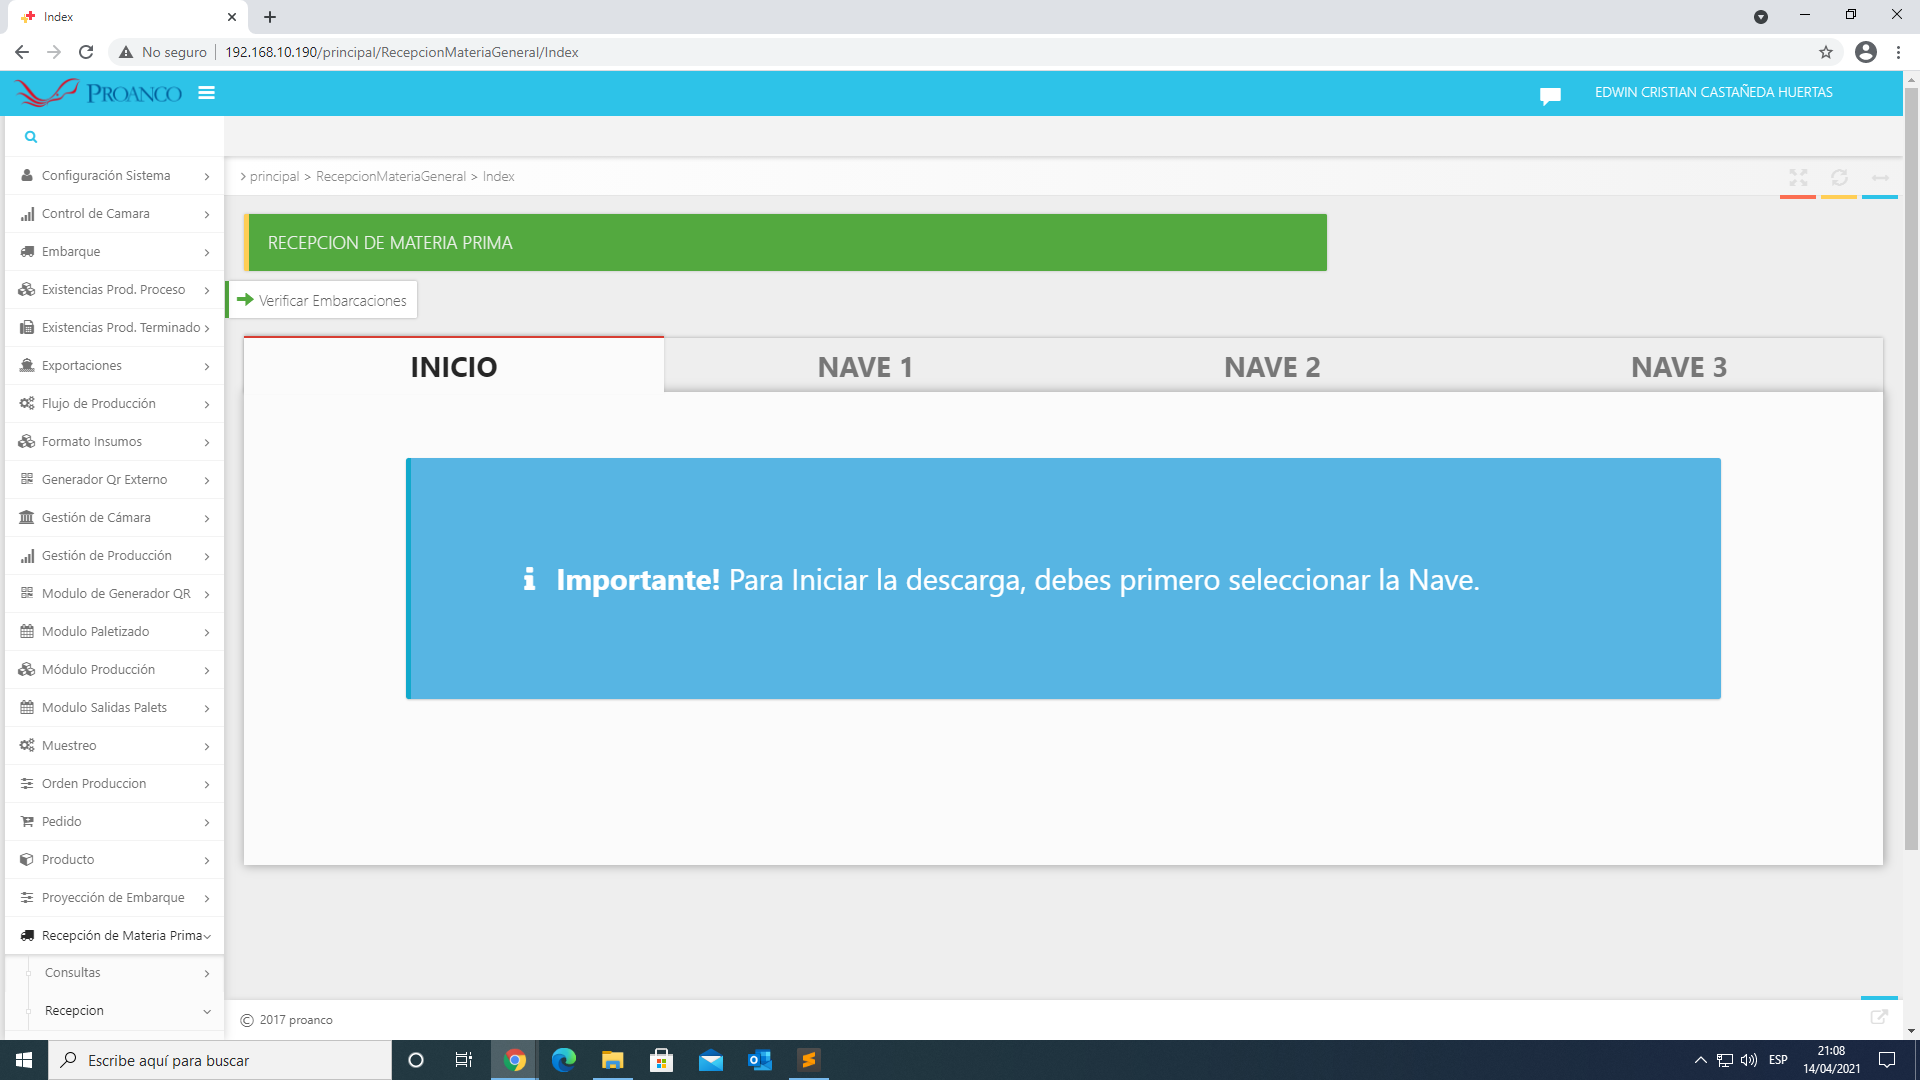 Index
No seguro
192.168.10.190/principal/RecepcionMateriaGeneral/Index
PROANCO
EDWIN CRISTIAN CASTAÑEDA HUERTAS
Configuración Sistema
Control de Camara
Embarque
Existencias Prod. Proceso
Existencias Prod. Terminado
Exportaciones
Flujo de Producción
Formato Insumos
Generador Qr Externo
Gestión de Cámara
Gestión de Producción
Modulo de Generador QR
Modulo Paletizado
Módulo Producción
Modulo Salidas Palets
Muestreo
Orden Produccion
Pedido
Producto
Proyección de Embarque
Recepción de Materia Prima
Consultas
Recepcion
> principal > RecepcionMateriaGeneral > Index
RECEPCION DE MATERIA PRIMA
Verificar Embarcaciones
INICIO NAVE 1 NAVE 2 NAVE 3
Importante! Para Iniciar la descarga, debes primero seleccionar la Nave.
© 2017 proanco
Escribe aquí para buscar
ESP
21:08
14/04/2021